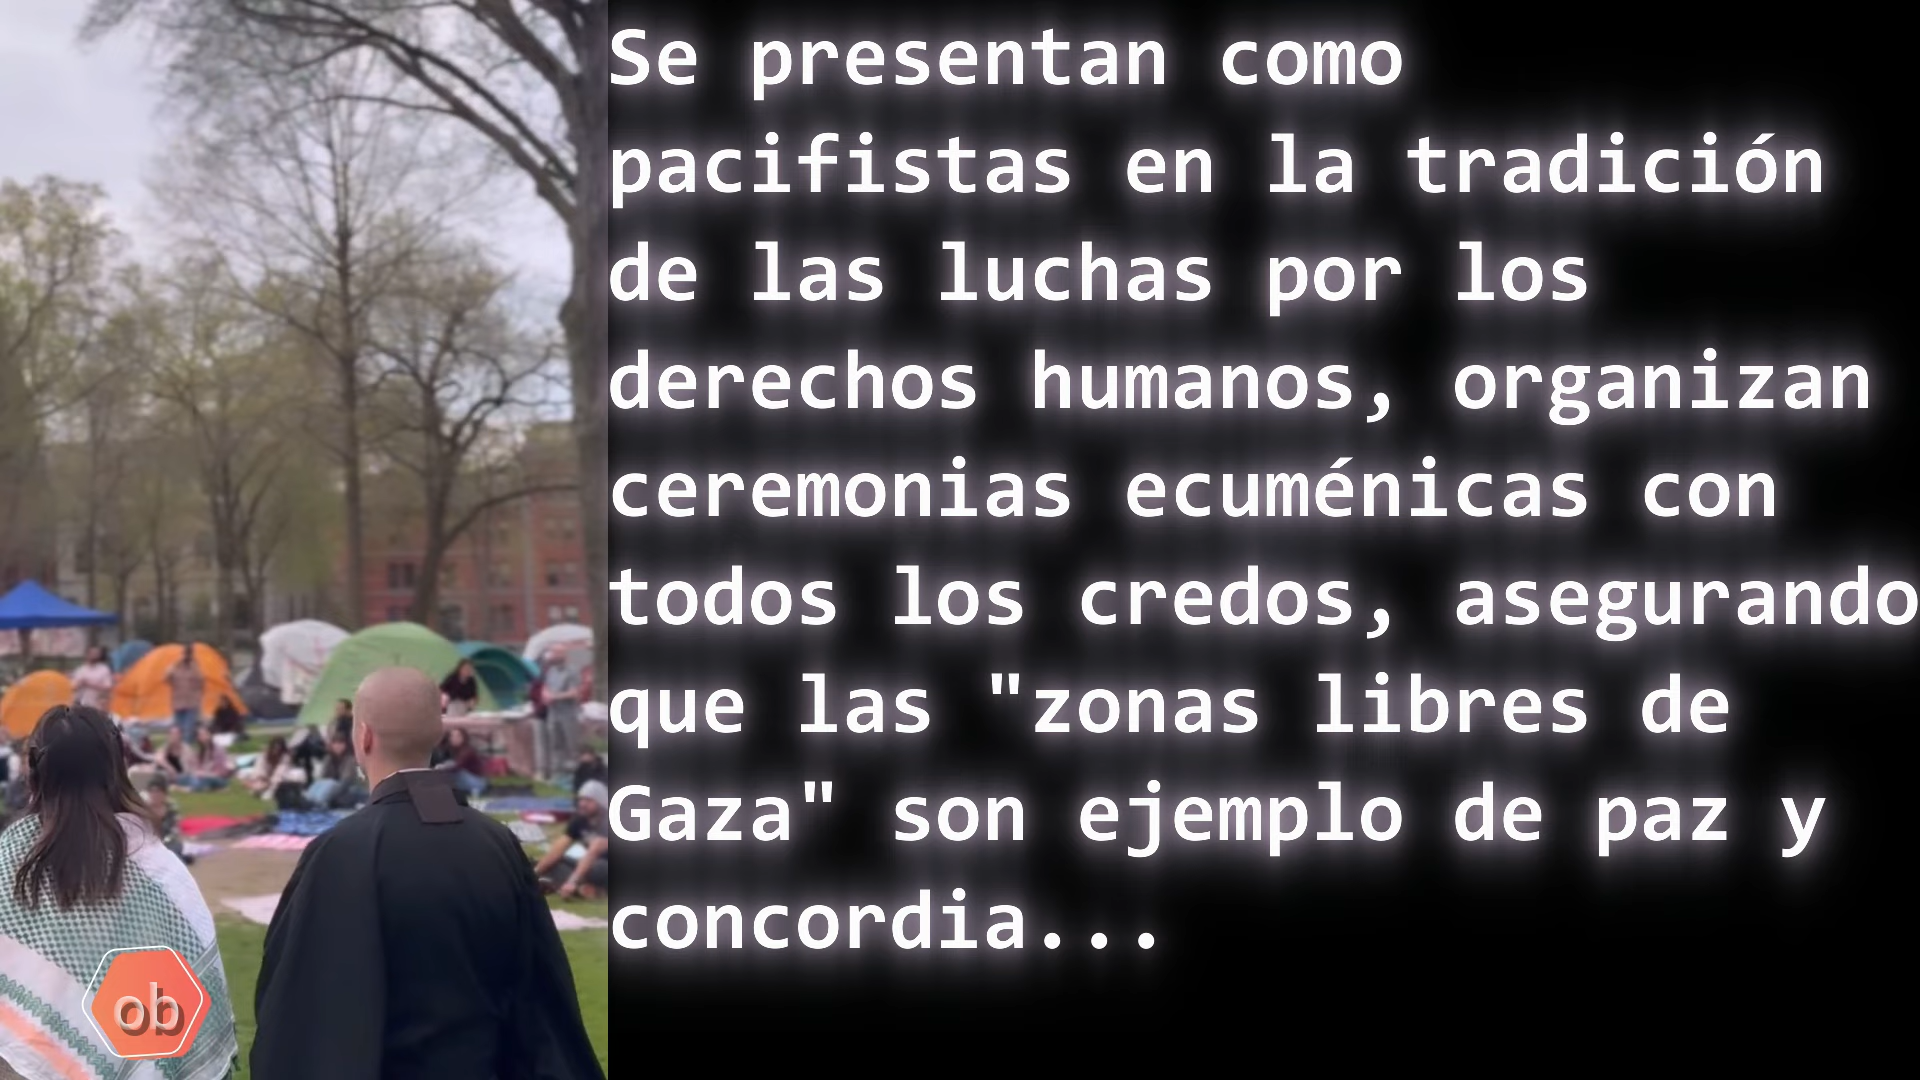 Se presentan como
pacifistas en la tradición
de las luchas por los
derechos humanos, organizan
ceremonias ecuménicas con
todos los credos, asegurando
que las "zonas libres de
Gaza" son ejemplo de paz y
concordia...
ob